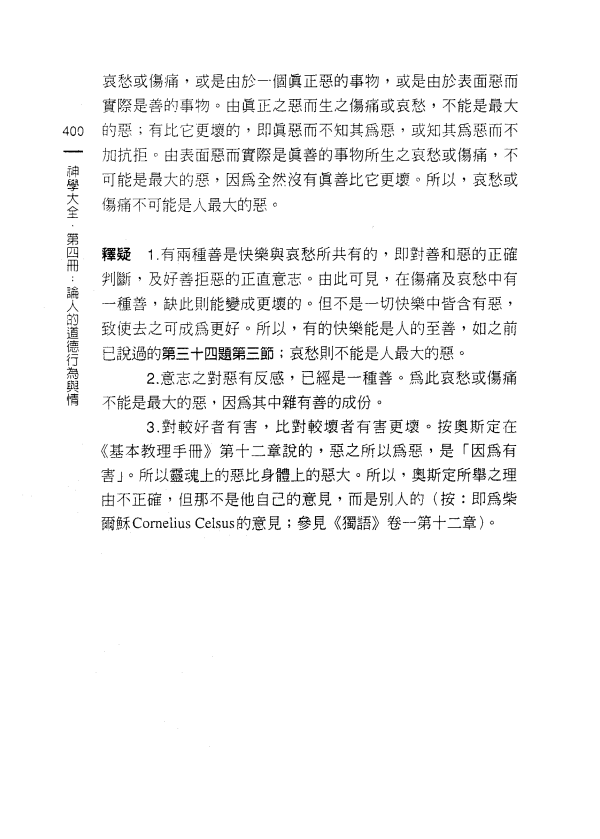 哀愁或傷痛，或是由於一個眞正惡的事物，或是由於表面惡而
實際是善的事物。由眞正之惡而生之傷痛或哀愁，不能是最大
的惡；有比它更壞的，即眞惡而不知其爲惡，或知其爲惡而不
加抗拒。由表面惡而實際是眞善的事物所生之哀愁或傷痛，不
可能是最大的惡，因爲全然沒有眞善比它更壞。所以，哀愁或
傷痛不可能是人最大的惡。
釋疑 1.有兩種善是快樂與哀愁所共有的，即對善和惡的正確
判斷，及好善拒惡的正直意志。由此可見，在傷痛及哀愁中有
一種善，缺此則能變成更壞的。但不是一切快樂中皆含有惡，
致使去之可成爲更好。所以，有的快樂能是人的至善，如之前
已說過的第三十四題第三節；哀愁則不能是人最大的惡。
2.意志之對惡有反感，已經是一種善。爲此哀愁或傷痛
不能是最大的惡，因爲其中雜有善的成份。
3.對較好者有害，比對較壞者有害更壞。按奧斯定在
《基本教理手冊》第十二章說的，惡之所以爲惡，是「因爲有
害」。所以靈魂上的惡比身體上的惡大。所以，奧斯定所舉之理
由不正確，但那不是他自己的意見，而是別人的（按：即爲柴
爾穌Cornelius Celsus的意見；參見《獨語》卷一第十二章）。
400
神學大全．第四冊：論人的道德行為與情